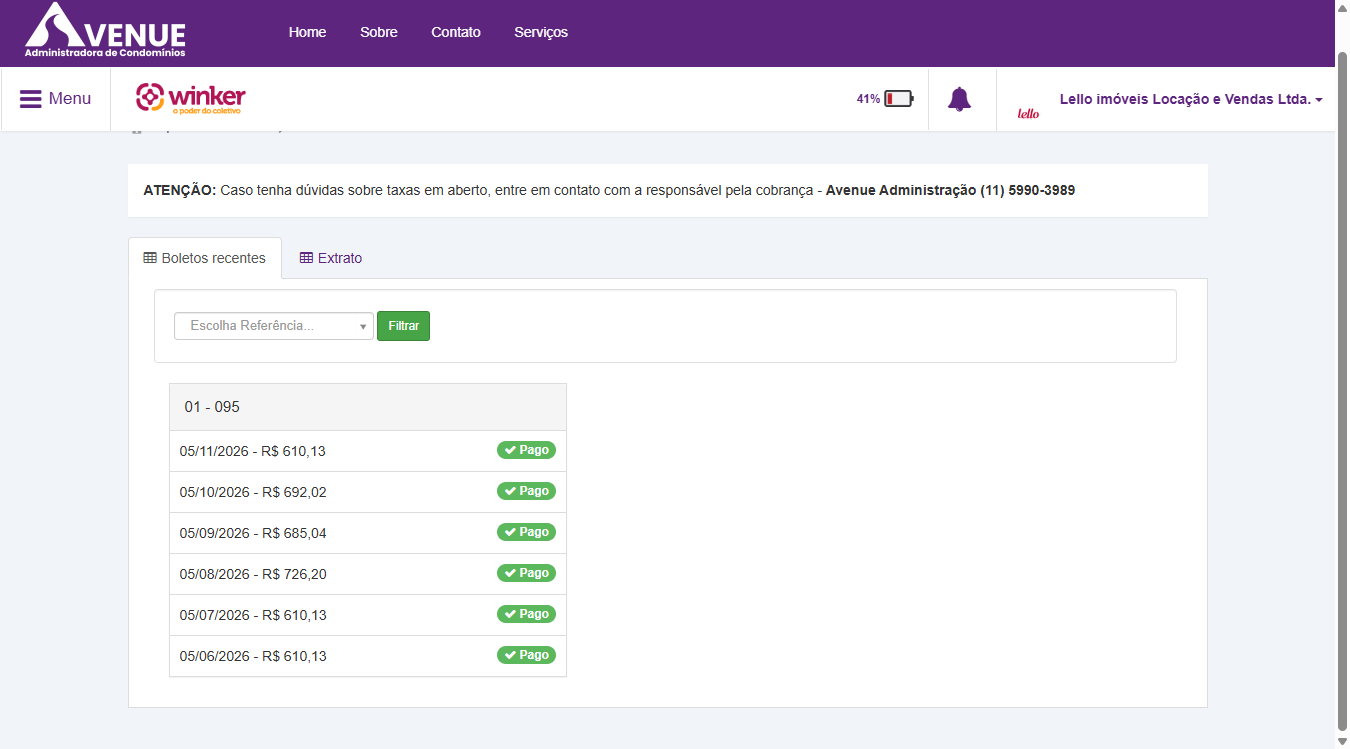 AVENUE
Administradora de Condomínios
Home Sobre Contato Serviços
Menu
winker
o poder do coletivo
41%
lello
Lello imóveis Locação e Vendas Ltda.
ATENÇÃO: Caso tenha dúvidas sobre taxas em aberto, entre em contato com a responsável pela cobrança - Avenue Administração (11) 5990-3989
Boletos recentes Extrato
Escolha Referência... Filtrar
01 - 095
05/11/2026 - R$ 610,13 Pago
05/10/2026 - R$ 692,02 Pago
05/09/2026 - R$ 685,04 Pago
05/08/2026 - R$ 726,20 Pago
05/07/2026 - R$ 610,13 Pago
05/06/2026 - R$ 610,13 Pago